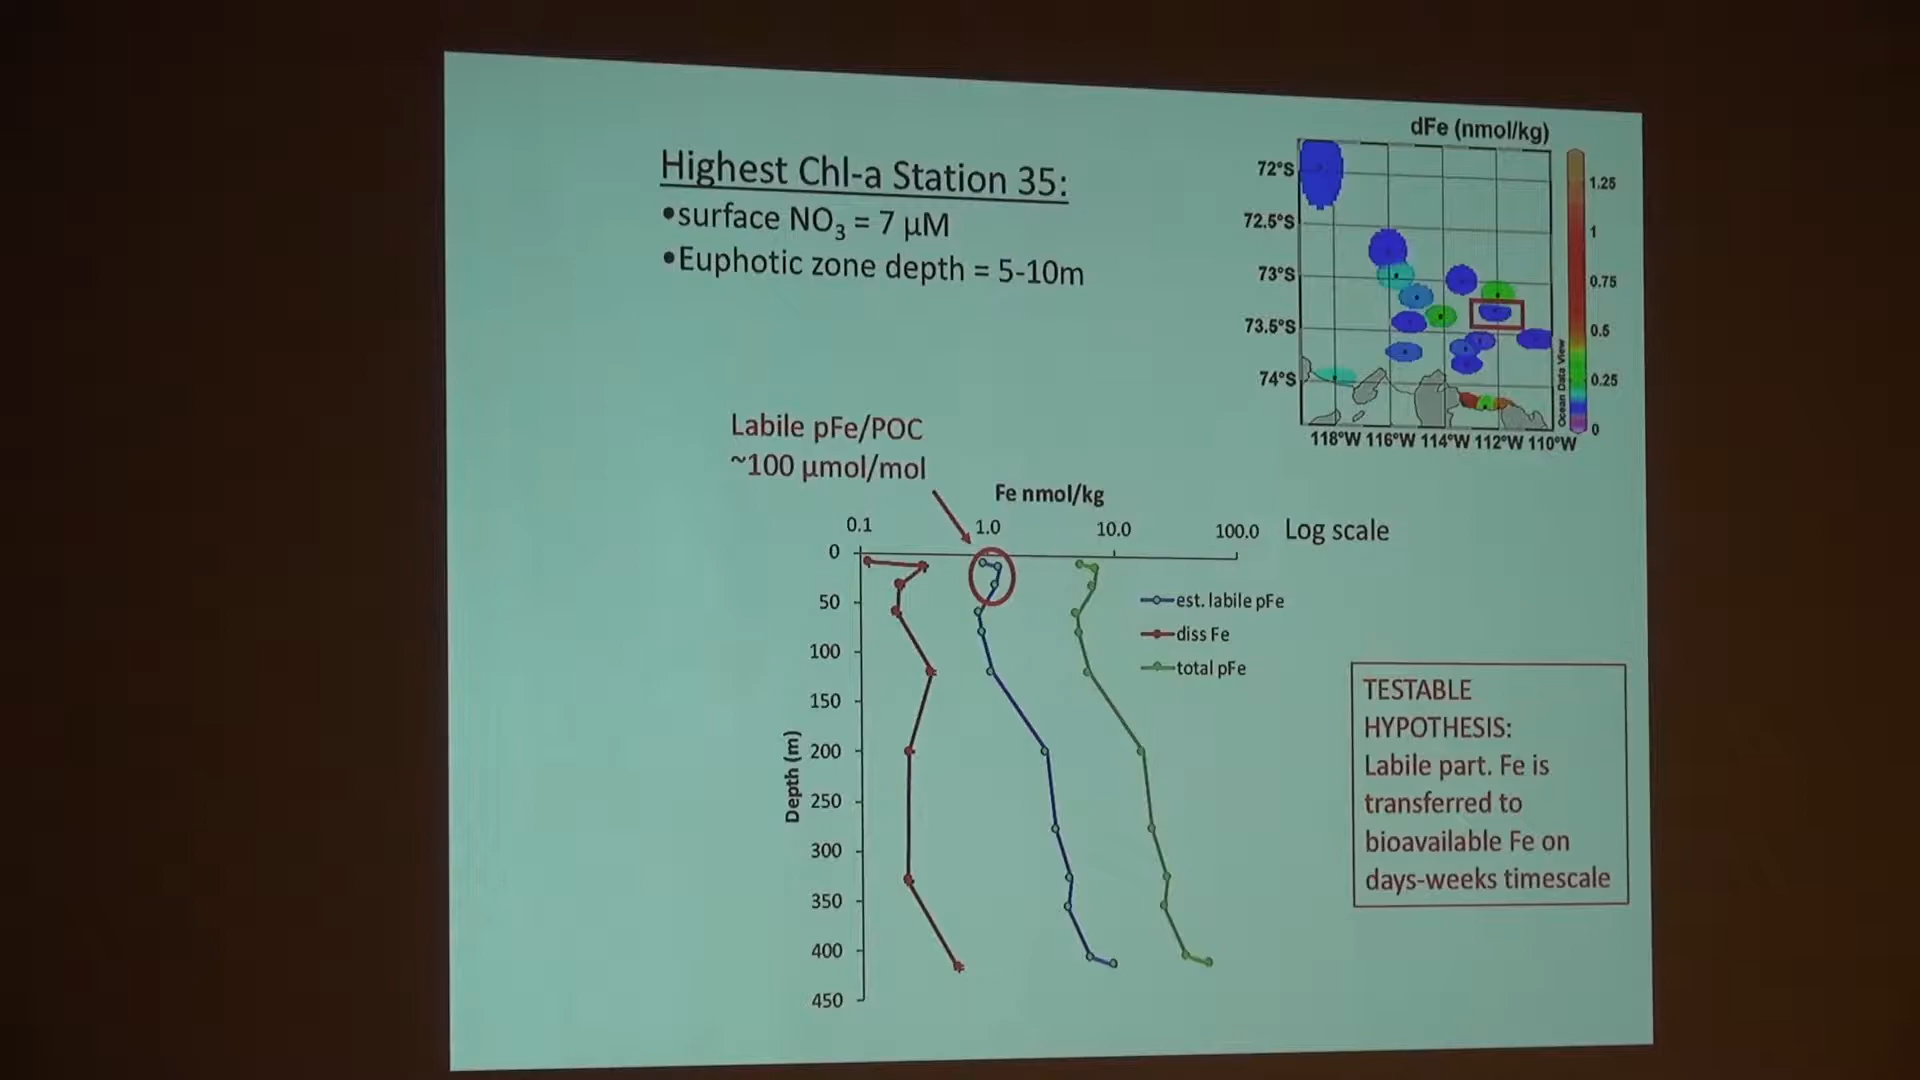 Highest Chl-a Station 35:
•surface NO3 = 7 µM
•Euphotic zone depth = 5-10m
dFe (nmol/kg)
72°S
72.5°S
73°S
73.5°S
74°S
118°W 116°W 114°W 112°W 110°W
1.25
1
0.75
0.5
0.25
0
Ocean Data View
Labile pFe/POC
~100 µmol/mol
Fe nmol/kg
0.1 1.0 10.0 100.0
Log scale
0
50
100
150
200
250
300
350
400
450
Depth (m)
est. labile pFe
diss Fe
total pFe
TESTABLE
HYPOTHESIS:
Labile part. Fe is
transferred to
bioavailable Fe on
days-weeks timescale